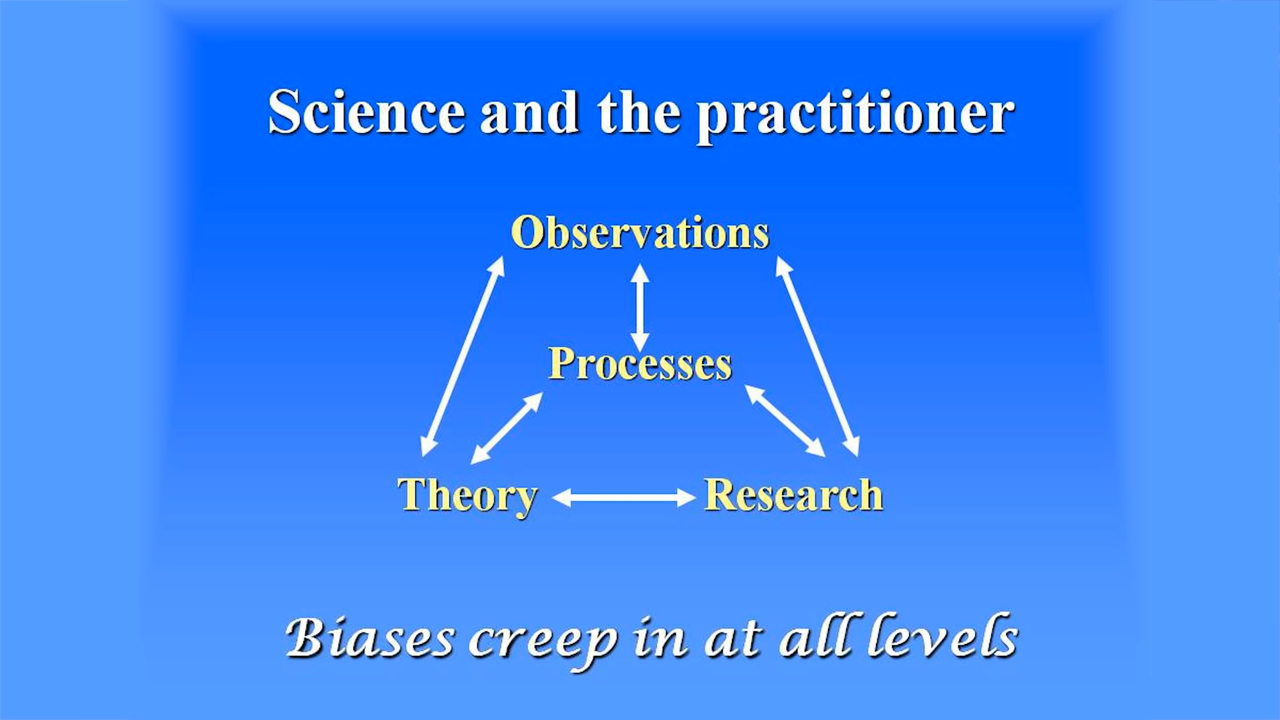 Science and the practitioner
Observations
Processes
Theory
Research
Biases creep in at all levels